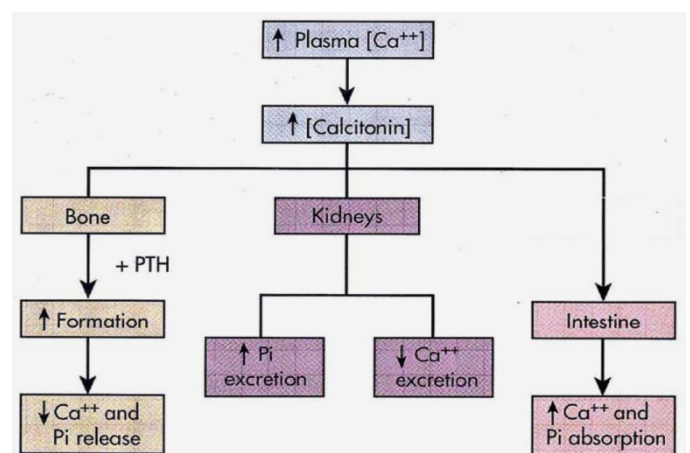 ↑ Plasma [Ca++]
↑ [Calcitonin]
Bone
Kidneys
+ PTH
↑ Formation
Intestine
↑ Pi
excretion
↓ Ca++
excretion
↓ Ca++ and
Pi release
↑ Ca++ and
Pi absorption